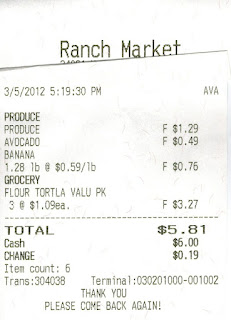 Ranch Market
3/5/2012 5:19:30 PM AVA
PRODUCE
PRODUCE F $1.29
AVOCADO F $0.49
BANANA
1.28 lb @ $0.59/lb F $0.76
GROCERY
FLOUR TORTLA VALU PK
3 @ $1.09ea. F $3.27
TOTAL $5.81
Cash $6.00
CHANGE $0.19
Item count: 6
Trans:304038 Terminal:030201000-001002
THANK YOU
PLEASE COME BACK AGAIN!